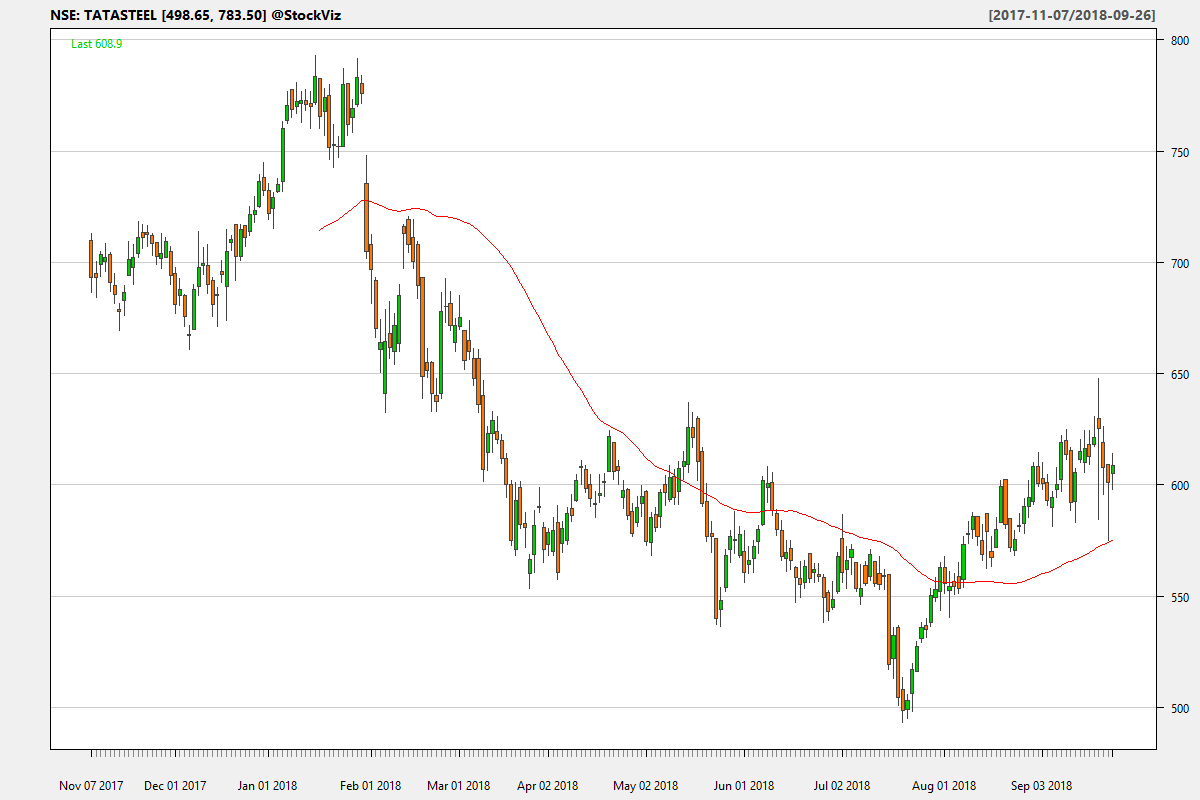 NSE: TATASTEEL [498.65, 783.50] @StockViz
[2017-11-07/2018-09-26]
Last 608.9
800
750
700
650
600
550
500
Nov 07 2017 Dec 01 2017 Jan 01 2018 Feb 01 2018 Mar 01 2018 Apr 02 2018 May 02 2018 Jun 01 2018 Jul 02 2018 Aug 01 2018 Sep 03 2018